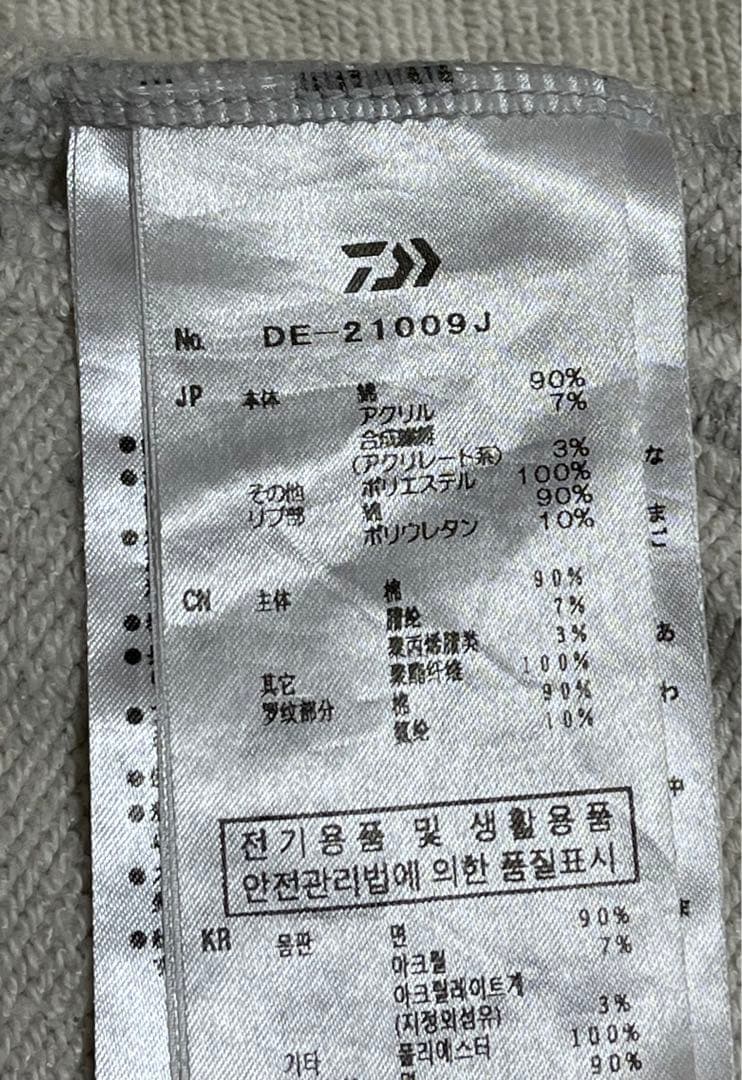 No. DE-21009J
JP 本体 綿 90%
アクリル 7%
合成繊維
(アクリレート系) 3%
その他 ポリエステル 100%
リブ部 綿 90%
ポリウレタン 10%
CN 主体 棉 90%
腈纶 7%
聚丙烯腈类 3%
其它 聚酯纤维 100%
罗纹部分 棉 90%
氨纶 10%
전기용품 및 생활용품
안전관리법에 의한 품질표시
KR 몸판 면 90%
아크릴 7%
아크릴레이트계
(지정외섬유) 3%
기타 폴리에스터 100%
면 90%
な
まご
あ
わ
中